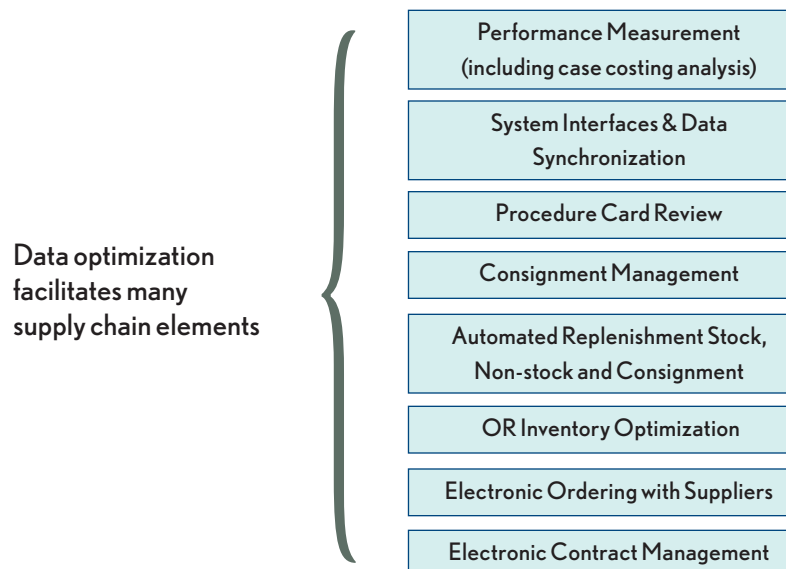 Performance Measurement
(including case costing analysis)
System Interfaces & Data
Synchronization
Procedure Card Review
Data optimization
facilitates many
supply chain elements
Consignment Management
Automated Replenishment Stock,
Non-stock and Consignment
OR Inventory Optimization
Electronic Ordering with Suppliers
Electronic Contract Management